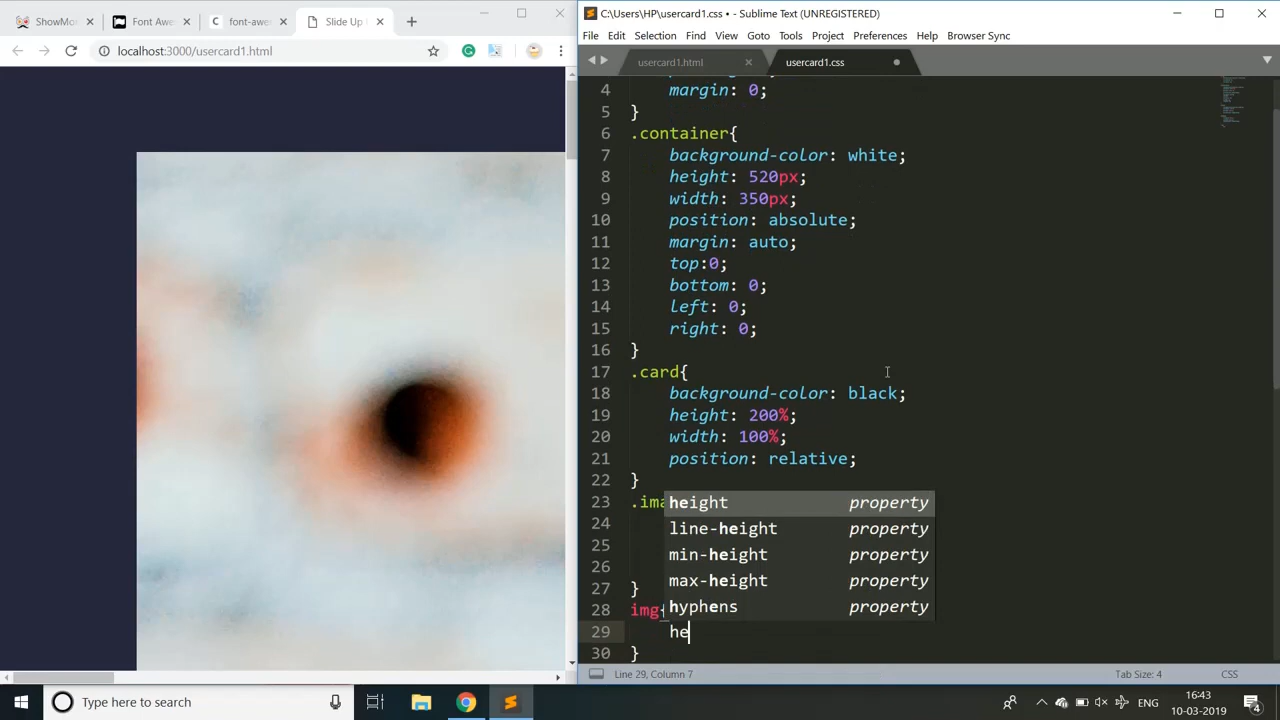 ShowMo
Font Awe
font-awe
Slide Up
localhost:3000/usercard1.html
C:\Users\HP\usercard1.css • - Sublime Text (UNREGISTERED)
File Edit Selection Find View Goto Tools Project Preferences Help Browser Sync
usercard1.html
usercard1.css
4 margin: 0;
5 }
6 .container{
7 background-color: white;
8 height: 520px;
9 width: 350px;
10 position: absolute;
11 margin: auto;
12 top:0;
13 bottom: 0;
14 left: 0;
15 right: 0;
16 }
17 .card{
18 background-color: black;
19 height: 200%;
20 width: 100%;
21 position: relative;
22 }
23 .ima
height property
24
line-height property
25
min-height property
26
max-height property
27 }
hyphens property
28 img{
29 he
30 }
Line 29, Column 7
Tab Size: 4
CSS
Type here to search
ENG
16:43
10-03-2019
4